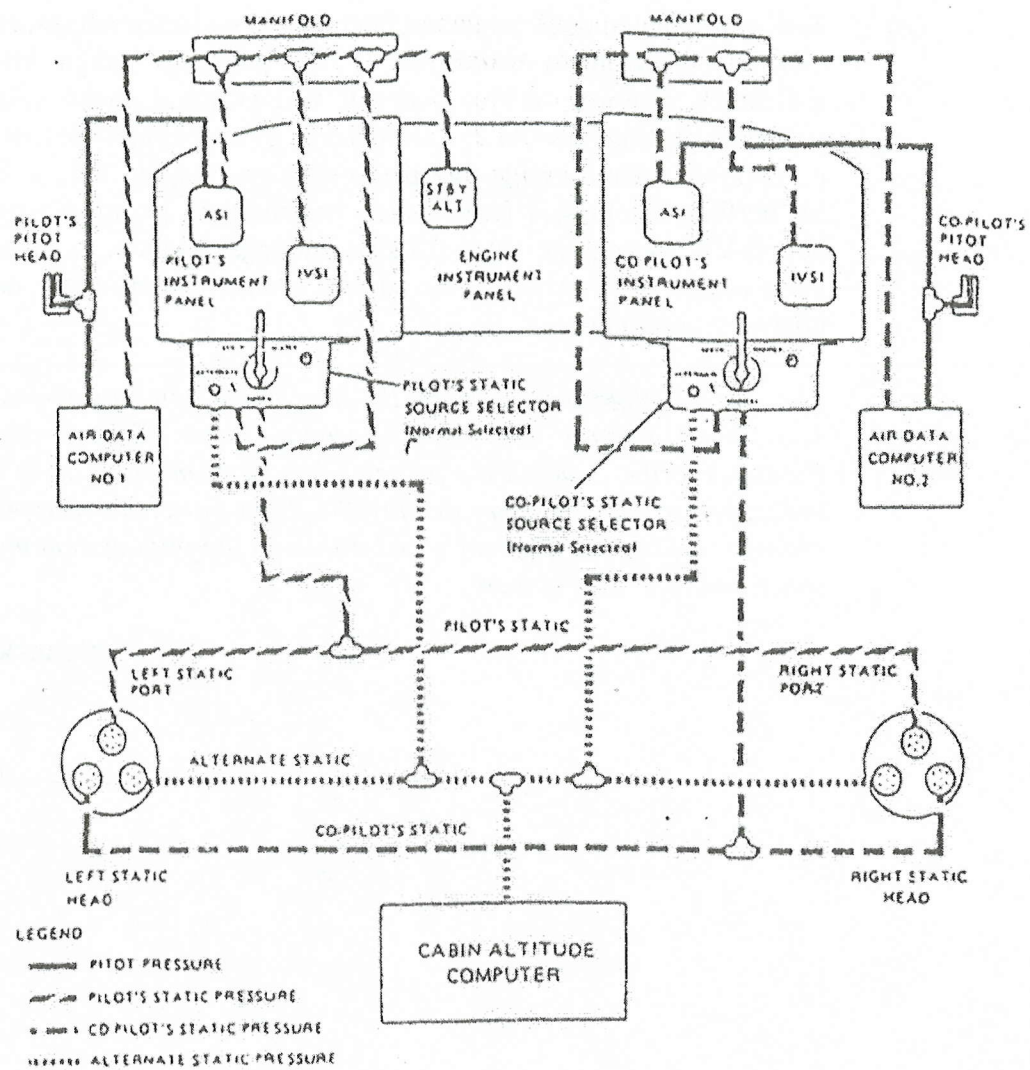 MANIFOLD
MANIFOLD
PILOT'S
PITOT
HEAD
ASI
PILOT'S
INSTRUMENT
PANEL
IVSI
STBY
ALT
ENGINE
INSTRUMENT
PANEL
ASI
CO PILOT'S
INSTRUMENT
PANEL
IVSI
CO-PILOT'S
PITOT
HEAD
ALTERNATE
ALTERNATE
NORMAL
PILOT'S STATIC
SOURCE SELECTOR
(Normal Selected)
AIR DATA
COMPUTER
NO.1
AIR DATA
COMPUTER
NO.2
CO-PILOT'S STATIC
SOURCE SELECTOR
(Normal Selected)
PILOT'S STATIC
LEFT STATIC
PORT
RIGHT STATIC
PORT
ALTERNATE STATIC
CO-PILOT'S STATIC
LEFT STATIC
HEAD
RIGHT STATIC
HEAD
CABIN ALTITUDE
COMPUTER
LEGEND
PITOT PRESSURE
PILOT'S STATIC PRESSURE
CO PILOT'S STATIC PRESSURE
ALTERNATE STATIC PRESSURE